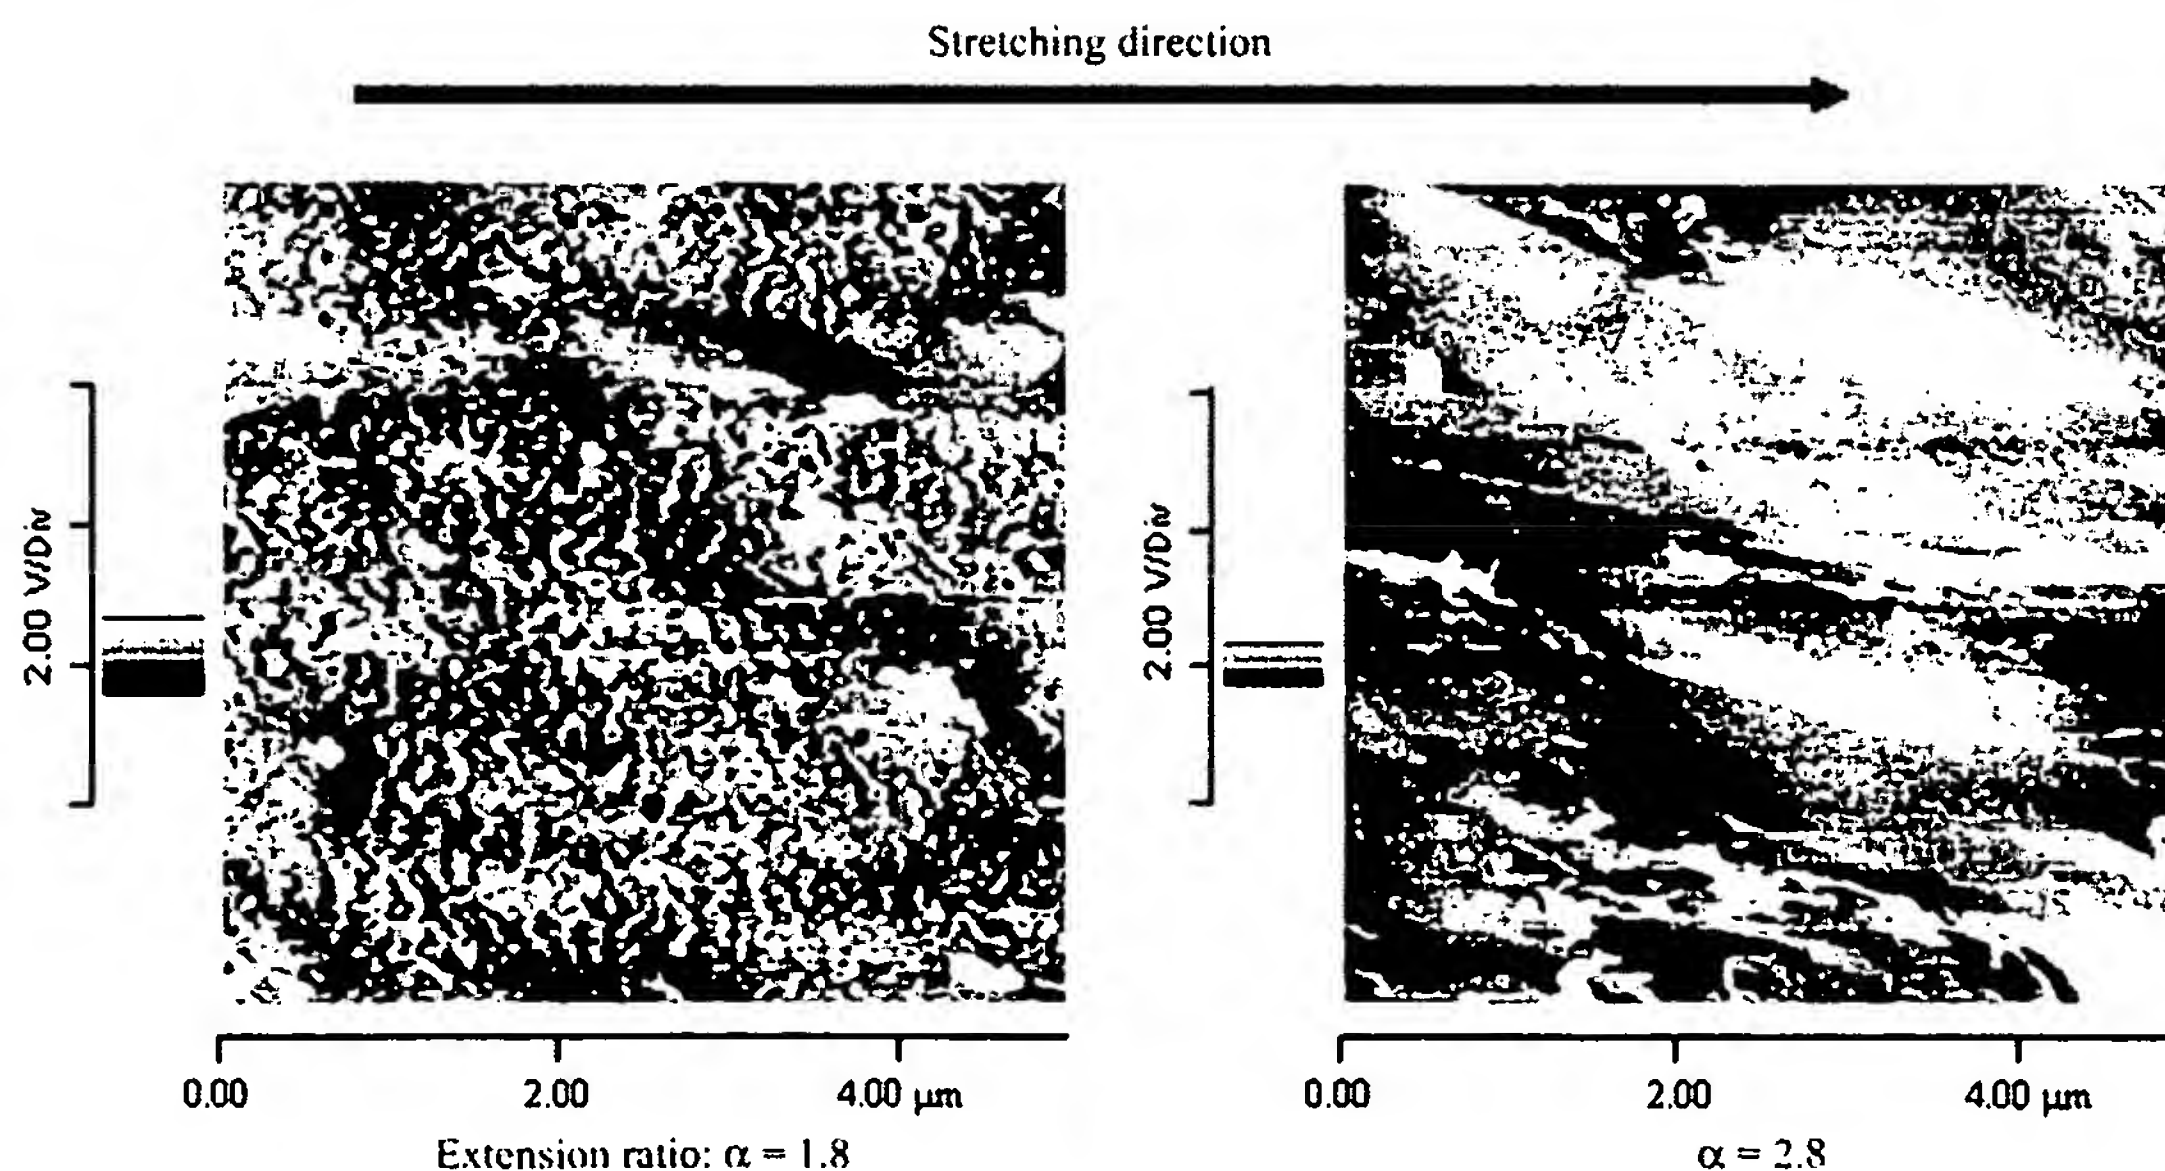 Stretching direction
2.00 V/Div
2.00 V/Div
0.00 2.00 4.00 μm
0.00 2.00 4.00 μm
Extension ratio: α = 1.8
α = 2.8